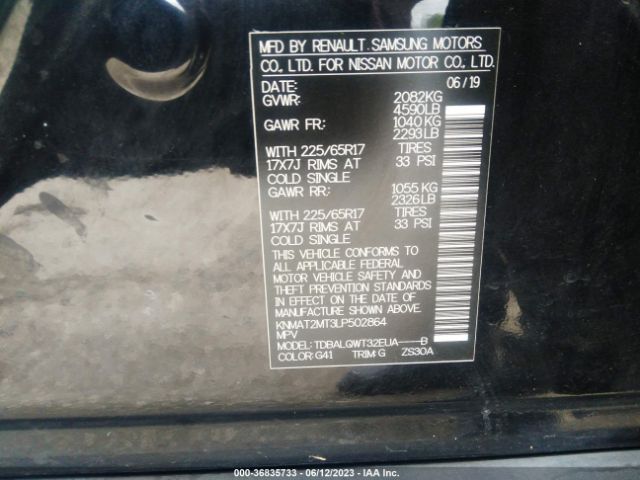 MFD BY RENAULT.SAMSUNG MOTORS
CO., LTD. FOR NISSAN MOTOR CO., LTD.
DATE: 06/19
GVWR: 2082KG
4590LB
GAWR FR: 1040KG
2293LB
WITH 225/65R17 TIRES
17X7J RIMS AT 33 PSI
COLD SINGLE
GAWR RR: 1055 KG
2326LB
WITH 225/65R17 TIRES
17X7J RIMS AT 33 PSI
COLD SINGLE
THIS VEHICLE CONFORMS TO
ALL APPLICABLE FEDERAL
MOTOR VEHICLE SAFETY AND
THEFT PREVENTION STANDARDS
IN EFFECT ON THE DATE OF
MANUFACTURE SHOWN ABOVE.
KNMAT2MT3LP502864
MPV
MODEL:TDBALQWT32EUA-----B
COLOR:G41 TRIM:G ZS30A
000-36835733 - 06/12/2023 - IAA Inc.